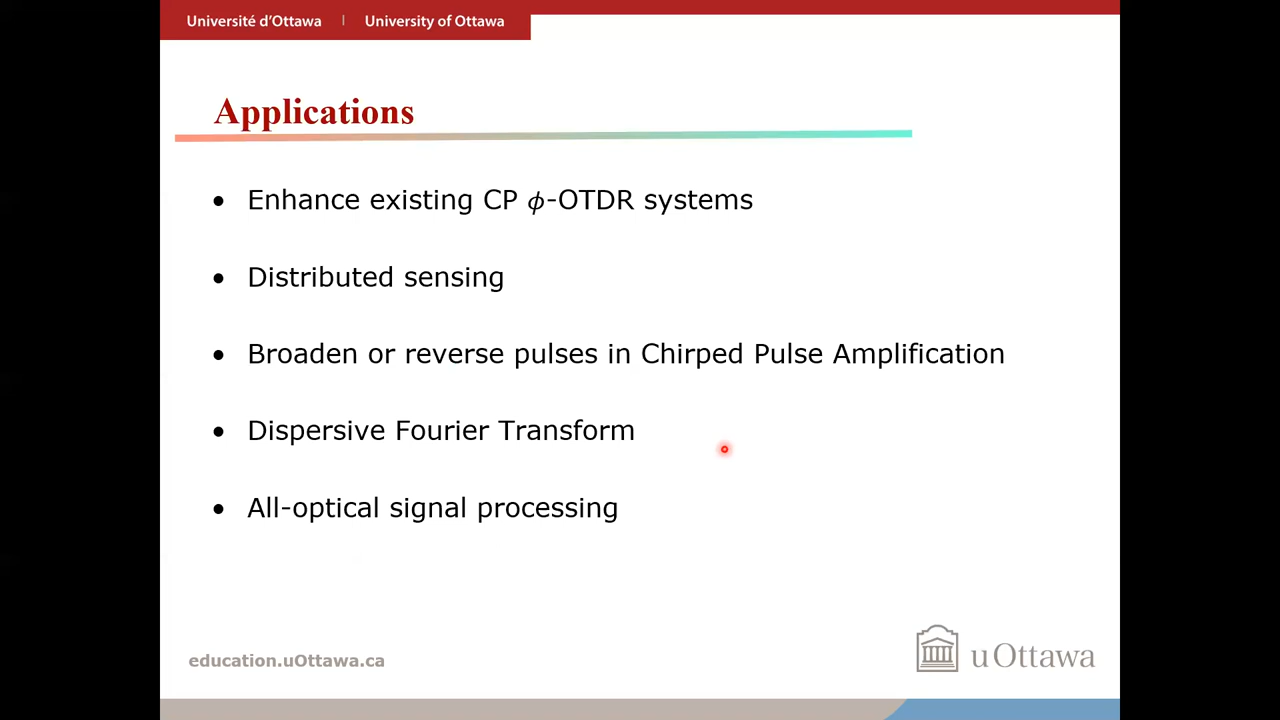 Université d'Ottawa | University of Ottawa
Applications
• Enhance existing CP ϕ-OTDR systems
• Distributed sensing
• Broaden or reverse pulses in Chirped Pulse Amplification
• Dispersive Fourier Transform
• All-optical signal processing
education.uOttawa.ca
uOttawa